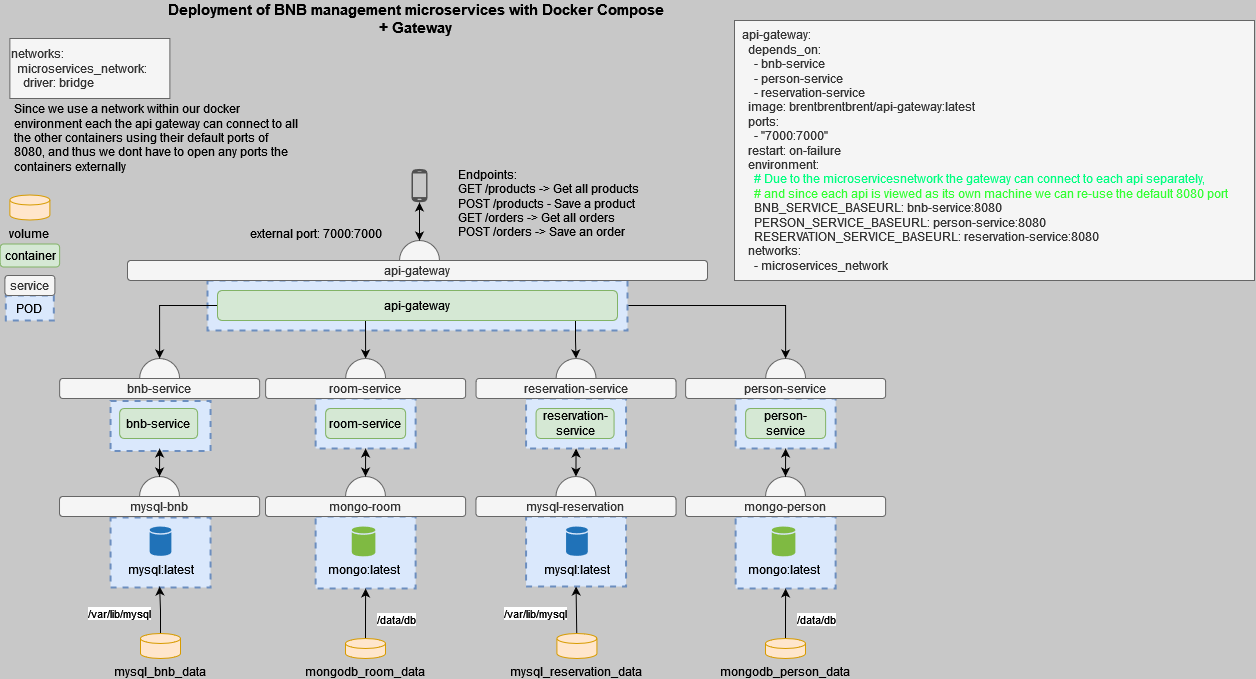 Deployment of BNB management microservices with Docker Compose
+ Gateway
networks:
microservices_network:
driver: bridge
Since we use a network within our docker
environment each the api gateway can connect to all
the other containers using their default ports of
8080, and thus we dont have to open any ports the
containers externally
volume
container
service
POD
api-gateway:
depends_on:
- bnb-service
- person-service
- reservation-service
image: brentbrentbrent/api-gateway:latest
ports:
- "7000:7000"
restart: on-failure
environment:
# Due to the microservicesnetwork the gateway can connect to each api separately,
# and since each api is viewed as its own machine we can re-use the default 8080 port
BNB_SERVICE_BASEURL: bnb-service:8080
PERSON_SERVICE_BASEURL: person-service:8080
RESERVATION_SERVICE_BASEURL: reservation-service:8080
networks:
- microservices_network
Endpoints:
GET /products -> Get all products
POST /products - Save a product
GET /orders -> Get all orders
POST /orders -> Save an order
external port: 7000:7000
api-gateway
api-gateway
bnb-service
room-service
reservation-service
person-service
bnb-service
room-service
reservation-
service
person-
service
mysql-bnb
mongo-room
mysql-reservation
mongo-person
mysql:latest
mongo:latest
mysql:latest
mongo:latest
/var/lib/mysql
/data/db
/var/lib/mysql
/data/db
mysql_bnb_data
mongodb_room_data
mysql_reservation_data
mongodb_person_data